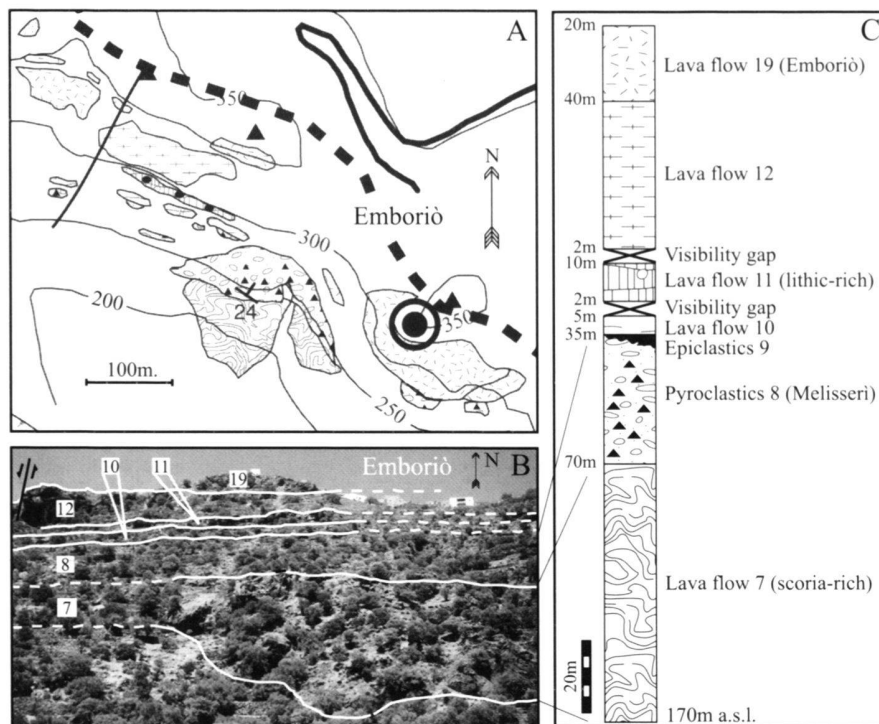 A
350
N
Emboriò
300
200
24
350
100m.
250
B
10
11
19
Emboriò
N
12
8
7
C
20m
Lava flow 19 (Emboriò)
40m
Lava flow 12
2m
Visibility gap
10m
Lava flow 11 (lithic-rich)
2m
Visibility gap
5m
Lava flow 10
35m
Epiclastics 9
Pyroclastics 8 (Melisserì)
70m
Lava flow 7 (scoria-rich)
20m
170m a.s.l.